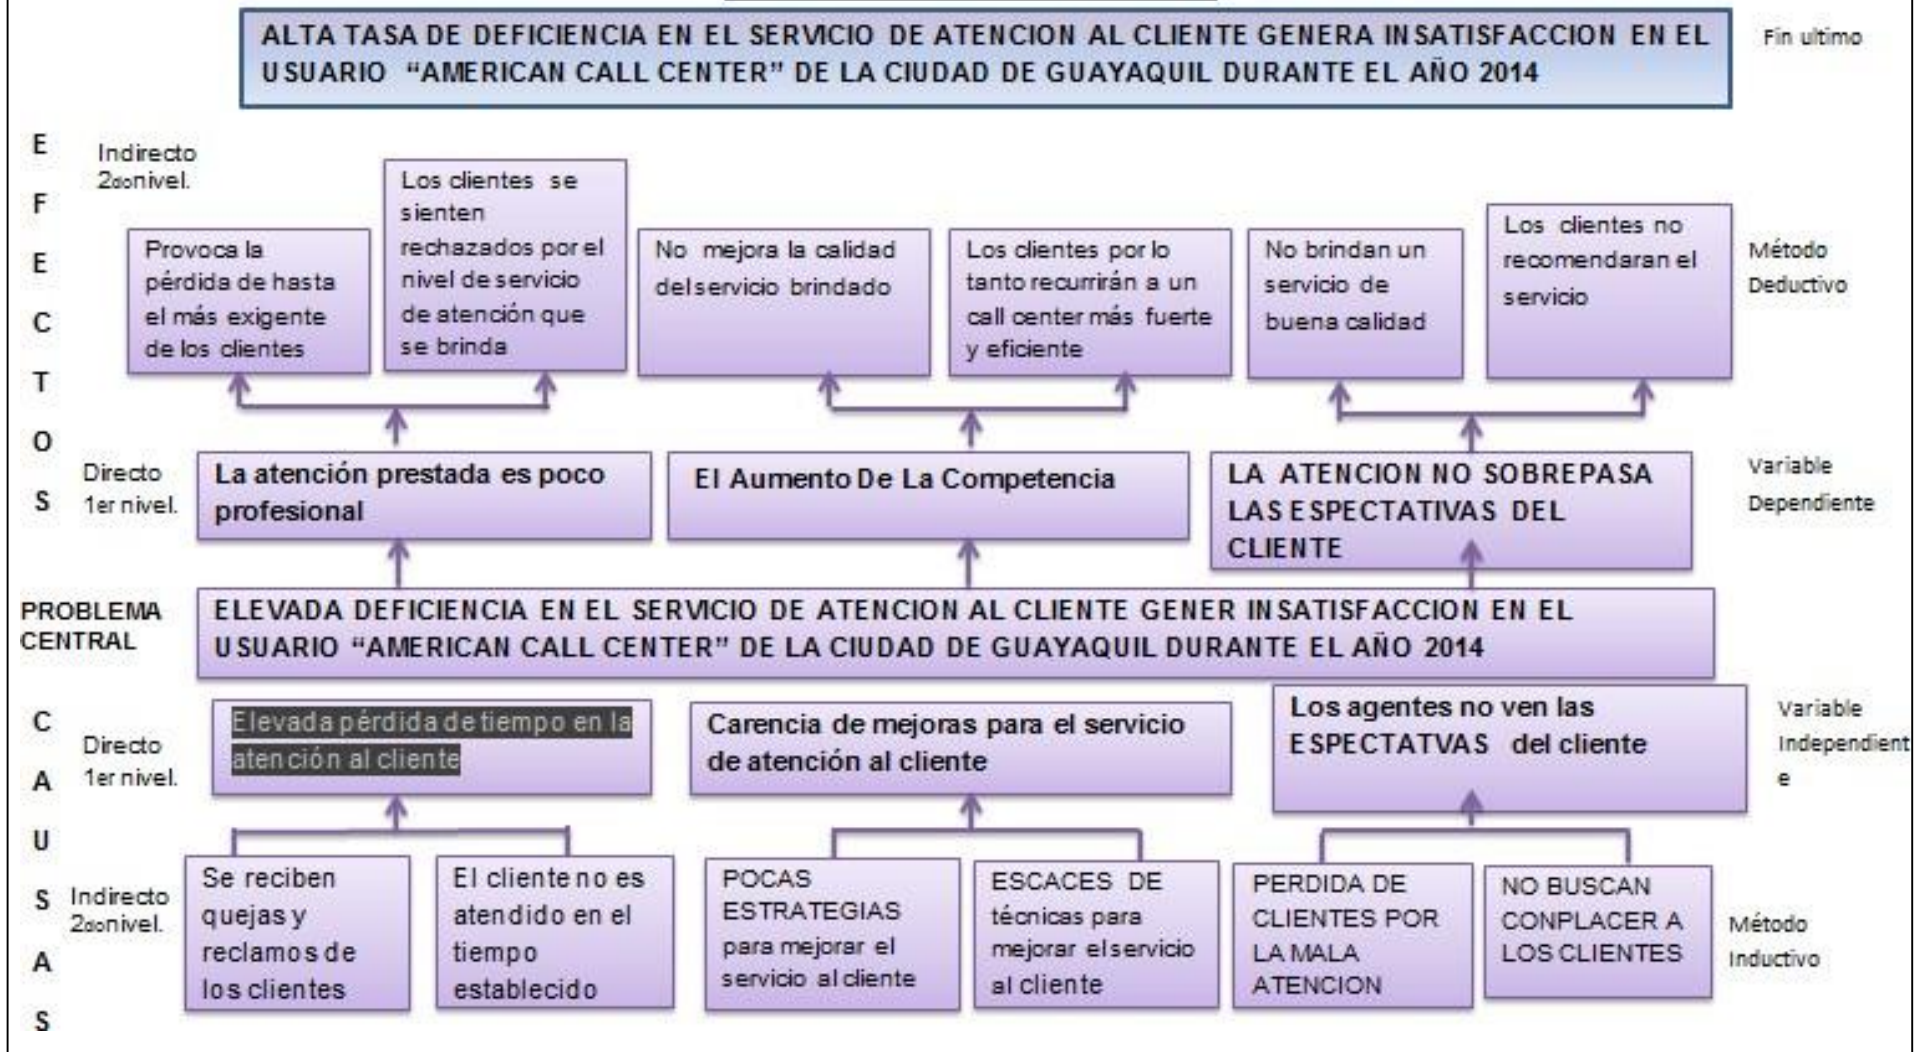 ALTA TASA DE DEFICIENCIA EN EL SERVICIO DE ATENCION AL CLIENTE GENERA INSATISFACCION EN EL
USUARIO “AMERICAN CALL CENTER” DE LA CIUDAD DE GUAYAQUIL DURANTE EL AÑO 2014
Fin ultimo
E
F
E
C
T
O
S
Indirecto
2do nivel.
Provoca la
pérdida de hasta
el más exigente
de los clientes
Los clientes se
sienten
rechazados por el
nivel de servicio
de atención que
se brinda
No mejora la calidad
del servicio brindado
Los clientes por lo
tanto recurrirán a un
call center más fuerte
y eficiente
No brindan un
servicio de
buena calidad
Los clientes no
recomendaran el
servicio
Método
Deductivo
Directo
1er nivel.
La atención prestada es poco
profesional
El Aumento De La Competencia
LA ATENCION NO SOBREPASA
LAS ESPECTATIVAS DEL
CLIENTE
Variable
Dependiente
PROBLEMA
CENTRAL
ELEVADA DEFICIENCIA EN EL SERVICIO DE ATENCION AL CLIENTE GENER INSATISFACCION EN EL
USUARIO “AMERICAN CALL CENTER” DE LA CIUDAD DE GUAYAQUIL DURANTE EL AÑO 2014
C
A
U
S
A
S
Directo
1er nivel.
Elevada pérdida de tiempo en la
atención al cliente
Carencia de mejoras para el servicio
de atención al cliente
Los agentes no ven las
ESPECTATVAS del cliente
Variable
Independient
e
Indirecto
2do nivel.
Se reciben
quejas y
reclamos de
los clientes
El cliente no es
atendido en el
tiempo
establecido
POCAS
ESTRATEGIAS
para mejorar el
servicio al cliente
ESCACES DE
técnicas para
mejorar el servicio
al cliente
PERDIDA DE
CLIENTES POR
LA MALA
ATENCION
NO BUSCAN
CONPLACER A
LOS CLIENTES
Método
Inductivo